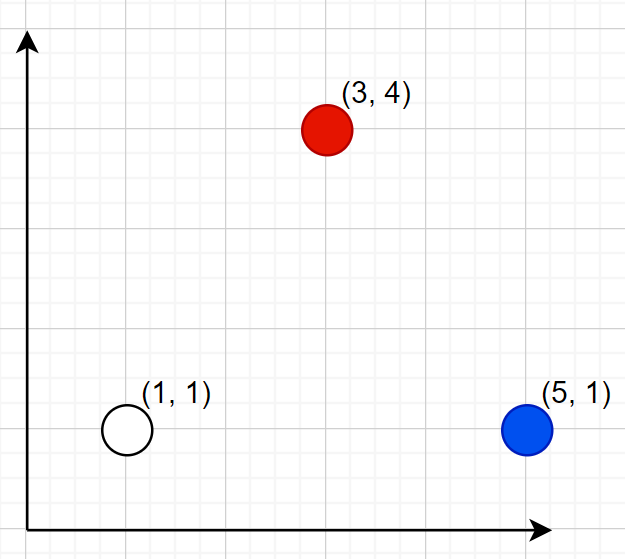 (3, 4)
(1, 1)
(5, 1)